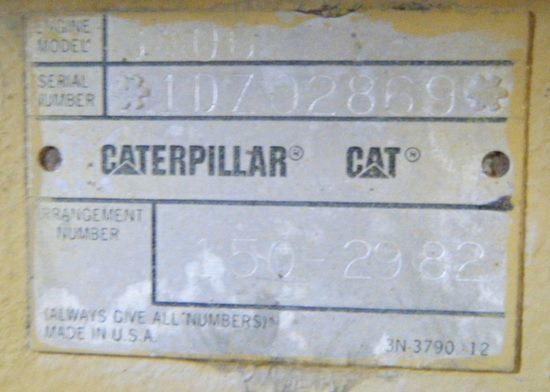 ENGINE
MODEL
SERIAL
NUMBER
1DZ02869
CATERPILLAR® CAT®
ARRANGEMENT
NUMBER
150-2982
(ALWAYS GIVE ALL NUMBERS)
MADE IN U.S.A.
3N-3790 12